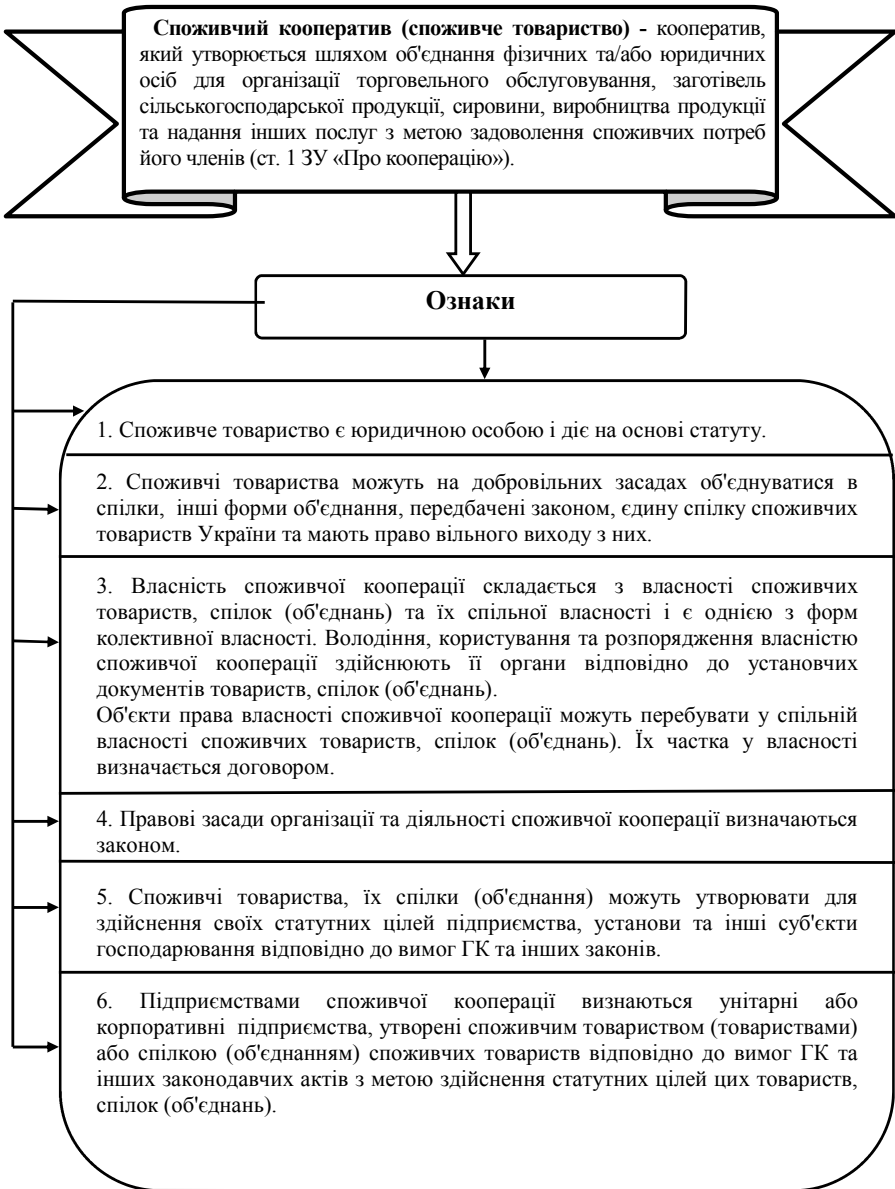 Споживчий кооператив (споживче товариство) - кооператив,
який утворюється шляхом об'єднання фізичних та/або юридичних
осіб для організації торговельного обслуговування, заготівель
сільськогосподарської продукції, сировини, виробництва продукції
та надання інших послуг з метою задоволення споживчих потреб
його членів (ст. 1 ЗУ «Про кооперацію»).
Ознаки
1. Споживче товариство є юридичною особою і діє на основі статуту.
2. Споживчі товариства можуть на добровільних засадах об'єднуватися в
спілки, інші форми об'єднання, передбачені законом, єдину спілку споживчих
товариств України та мають право вільного виходу з них.
3. Власність споживчої кооперації складається з власності споживчих
товариств, спілок (об'єднань) та їх спільної власності і є однією з форм
колективної власності. Володіння, користування та розпорядження власністю
споживчої кооперації здійснюють її органи відповідно до установчих
документів товариств, спілок (об'єднань).
Об'єкти права власності споживчої кооперації можуть перебувати у спільній
власності споживчих товариств, спілок (об'єднань). Їх частка у власності
визначається договором.
4. Правові засади організації та діяльності споживчої кооперації визначаються
законом.
5. Споживчі товариства, їх спілки (об'єднання) можуть утворювати для
здійснення своїх статутних цілей підприємства, установи та інші суб'єкти
господарювання відповідно до вимог ГК та інших законів.
6. Підприємствами споживчої кооперації визнаються унітарні або
корпоративні підприємства, утворені споживчим товариством (товариствами)
або спілкою (об'єднанням) споживчих товариств відповідно до вимог ГК та
інших законодавчих актів з метою здійснення статутних цілей цих товариств,
спілок (об'єднань).